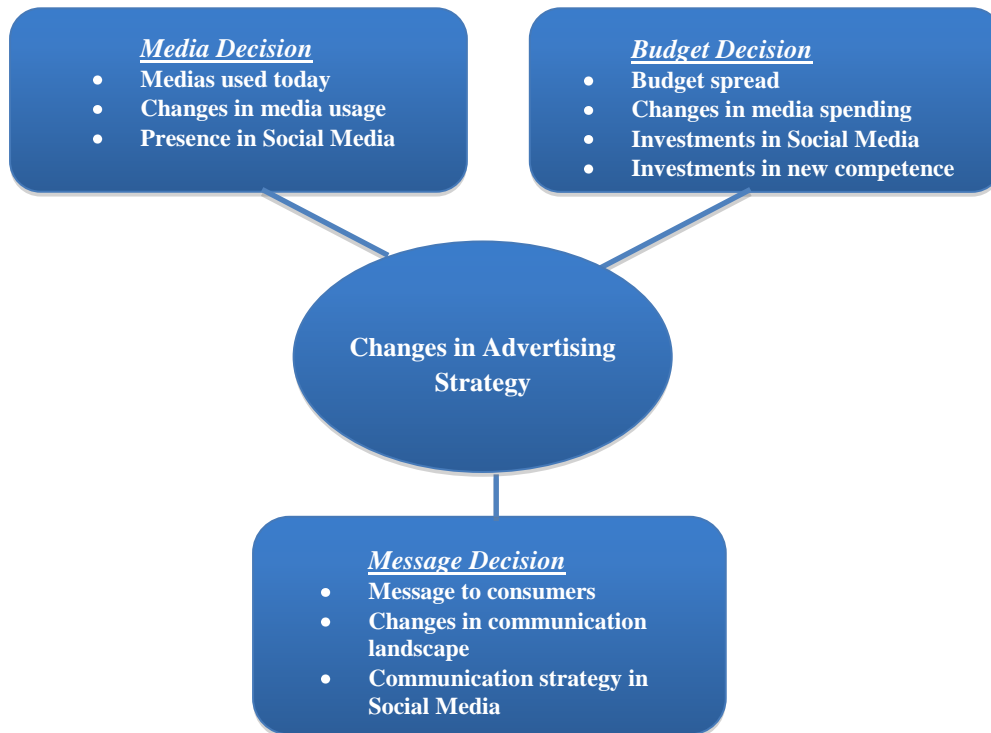 Media Decision
• Medias used today
• Changes in media usage
• Presence in Social Media
Budget Decision
• Budget spread
• Changes in media spending
• Investments in Social Media
• Investments in new competence
Changes in Advertising
Strategy
Message Decision
• Message to consumers
• Changes in communication
landscape
• Communication strategy in
Social Media